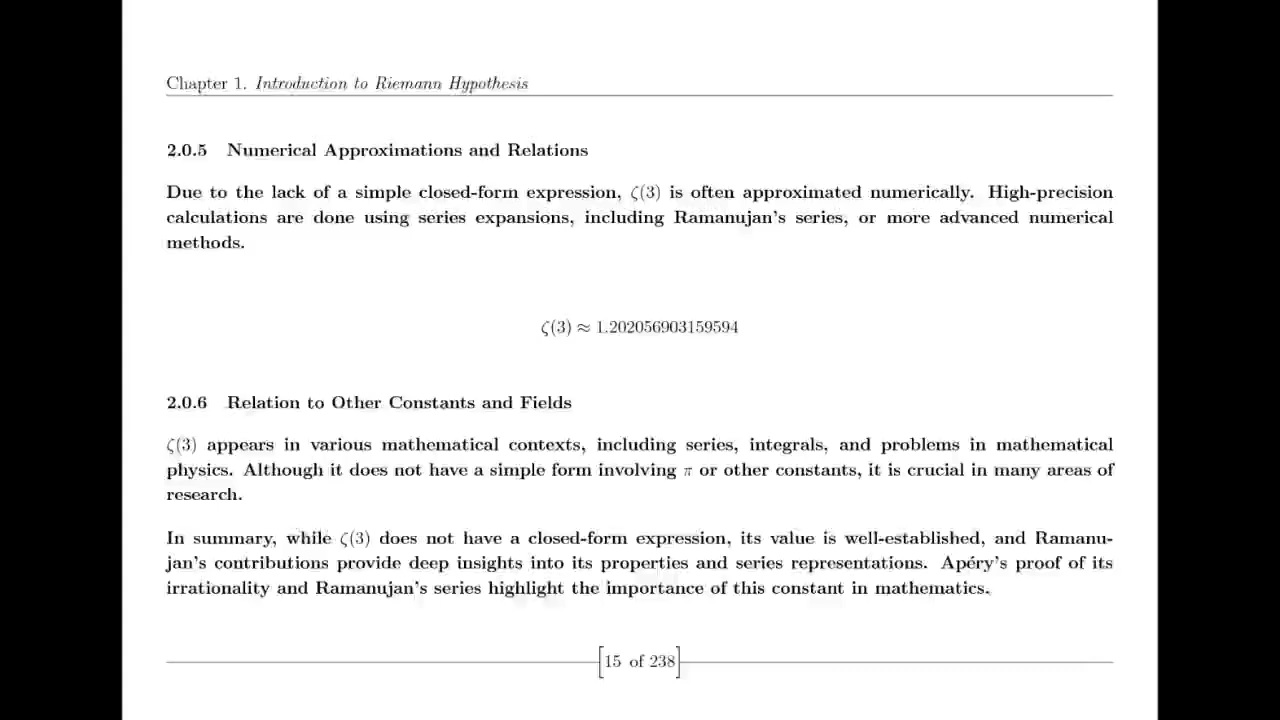 Chapter 1. Introduction to Riemann Hypothesis
2.0.5 Numerical Approximations and Relations
Due to the lack of a simple closed-form expression, ζ(3) is often approximated numerically. High-precision
calculations are done using series expansions, including Ramanujan's series, or more advanced numerical
methods.
ζ(3) ≈ 1.202056903159594
2.0.6 Relation to Other Constants and Fields
ζ(3) appears in various mathematical contexts, including series, integrals, and problems in mathematical
physics. Although it does not have a simple form involving π or other constants, it is crucial in many areas of
research.
In summary, while ζ(3) does not have a closed-form expression, its value is well-established, and Ramanu-
jan's contributions provide deep insights into its properties and series representations. Apéry's proof of its
irrationality and Ramanujan's series highlight the importance of this constant in mathematics.
[15 of 238]